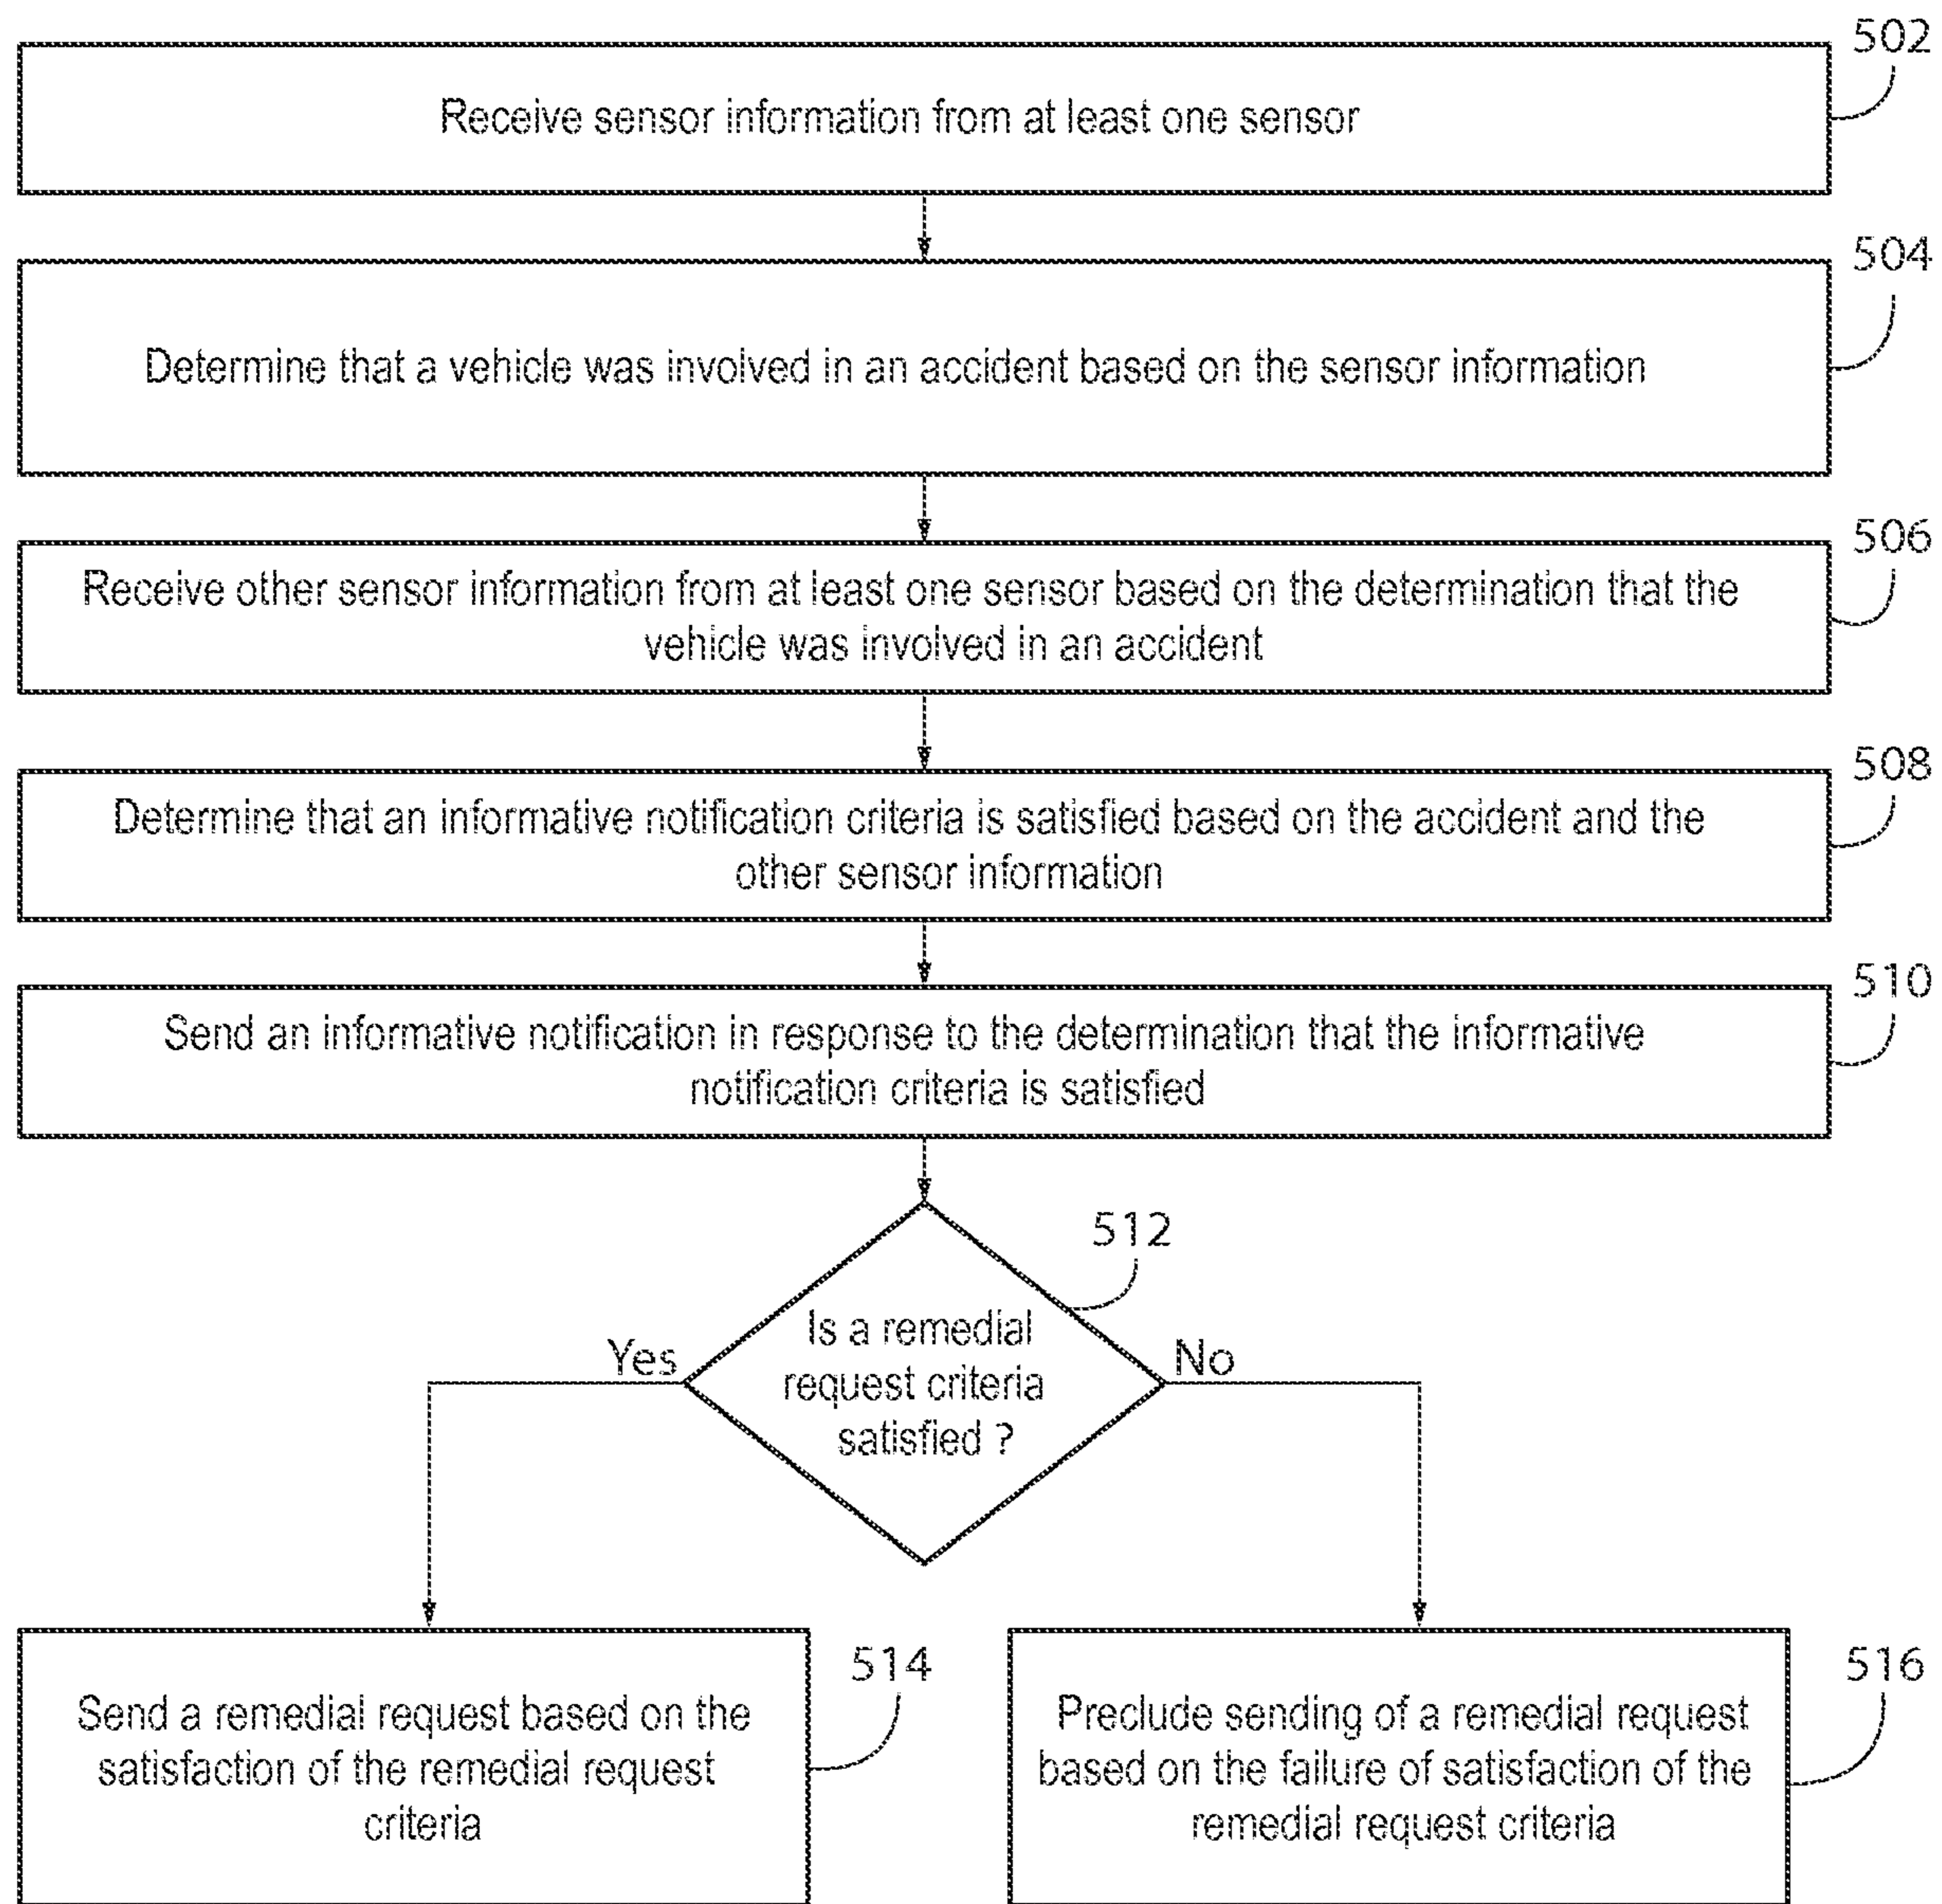 502
Receive sensor information from at least one sensor
504
Determine that a vehicle was involved in an accident based on the sensor information
506
Receive other sensor information from at least one sensor based on the determination that the
vehicle was involved in an accident
508
Determine that an informative notification criteria is satisfied based on the accident and the
other sensor information
510
Send an informative notification in response to the determination that the informative
notification criteria is satisfied
512
Is a remedial
request criteria
satisfied ?
Yes
No
514
Send a remedial request based on the
satisfaction of the remedial request
criteria
516
Preclude sending of a remedial request
based on the failure of satisfaction of the
remedial request criteria